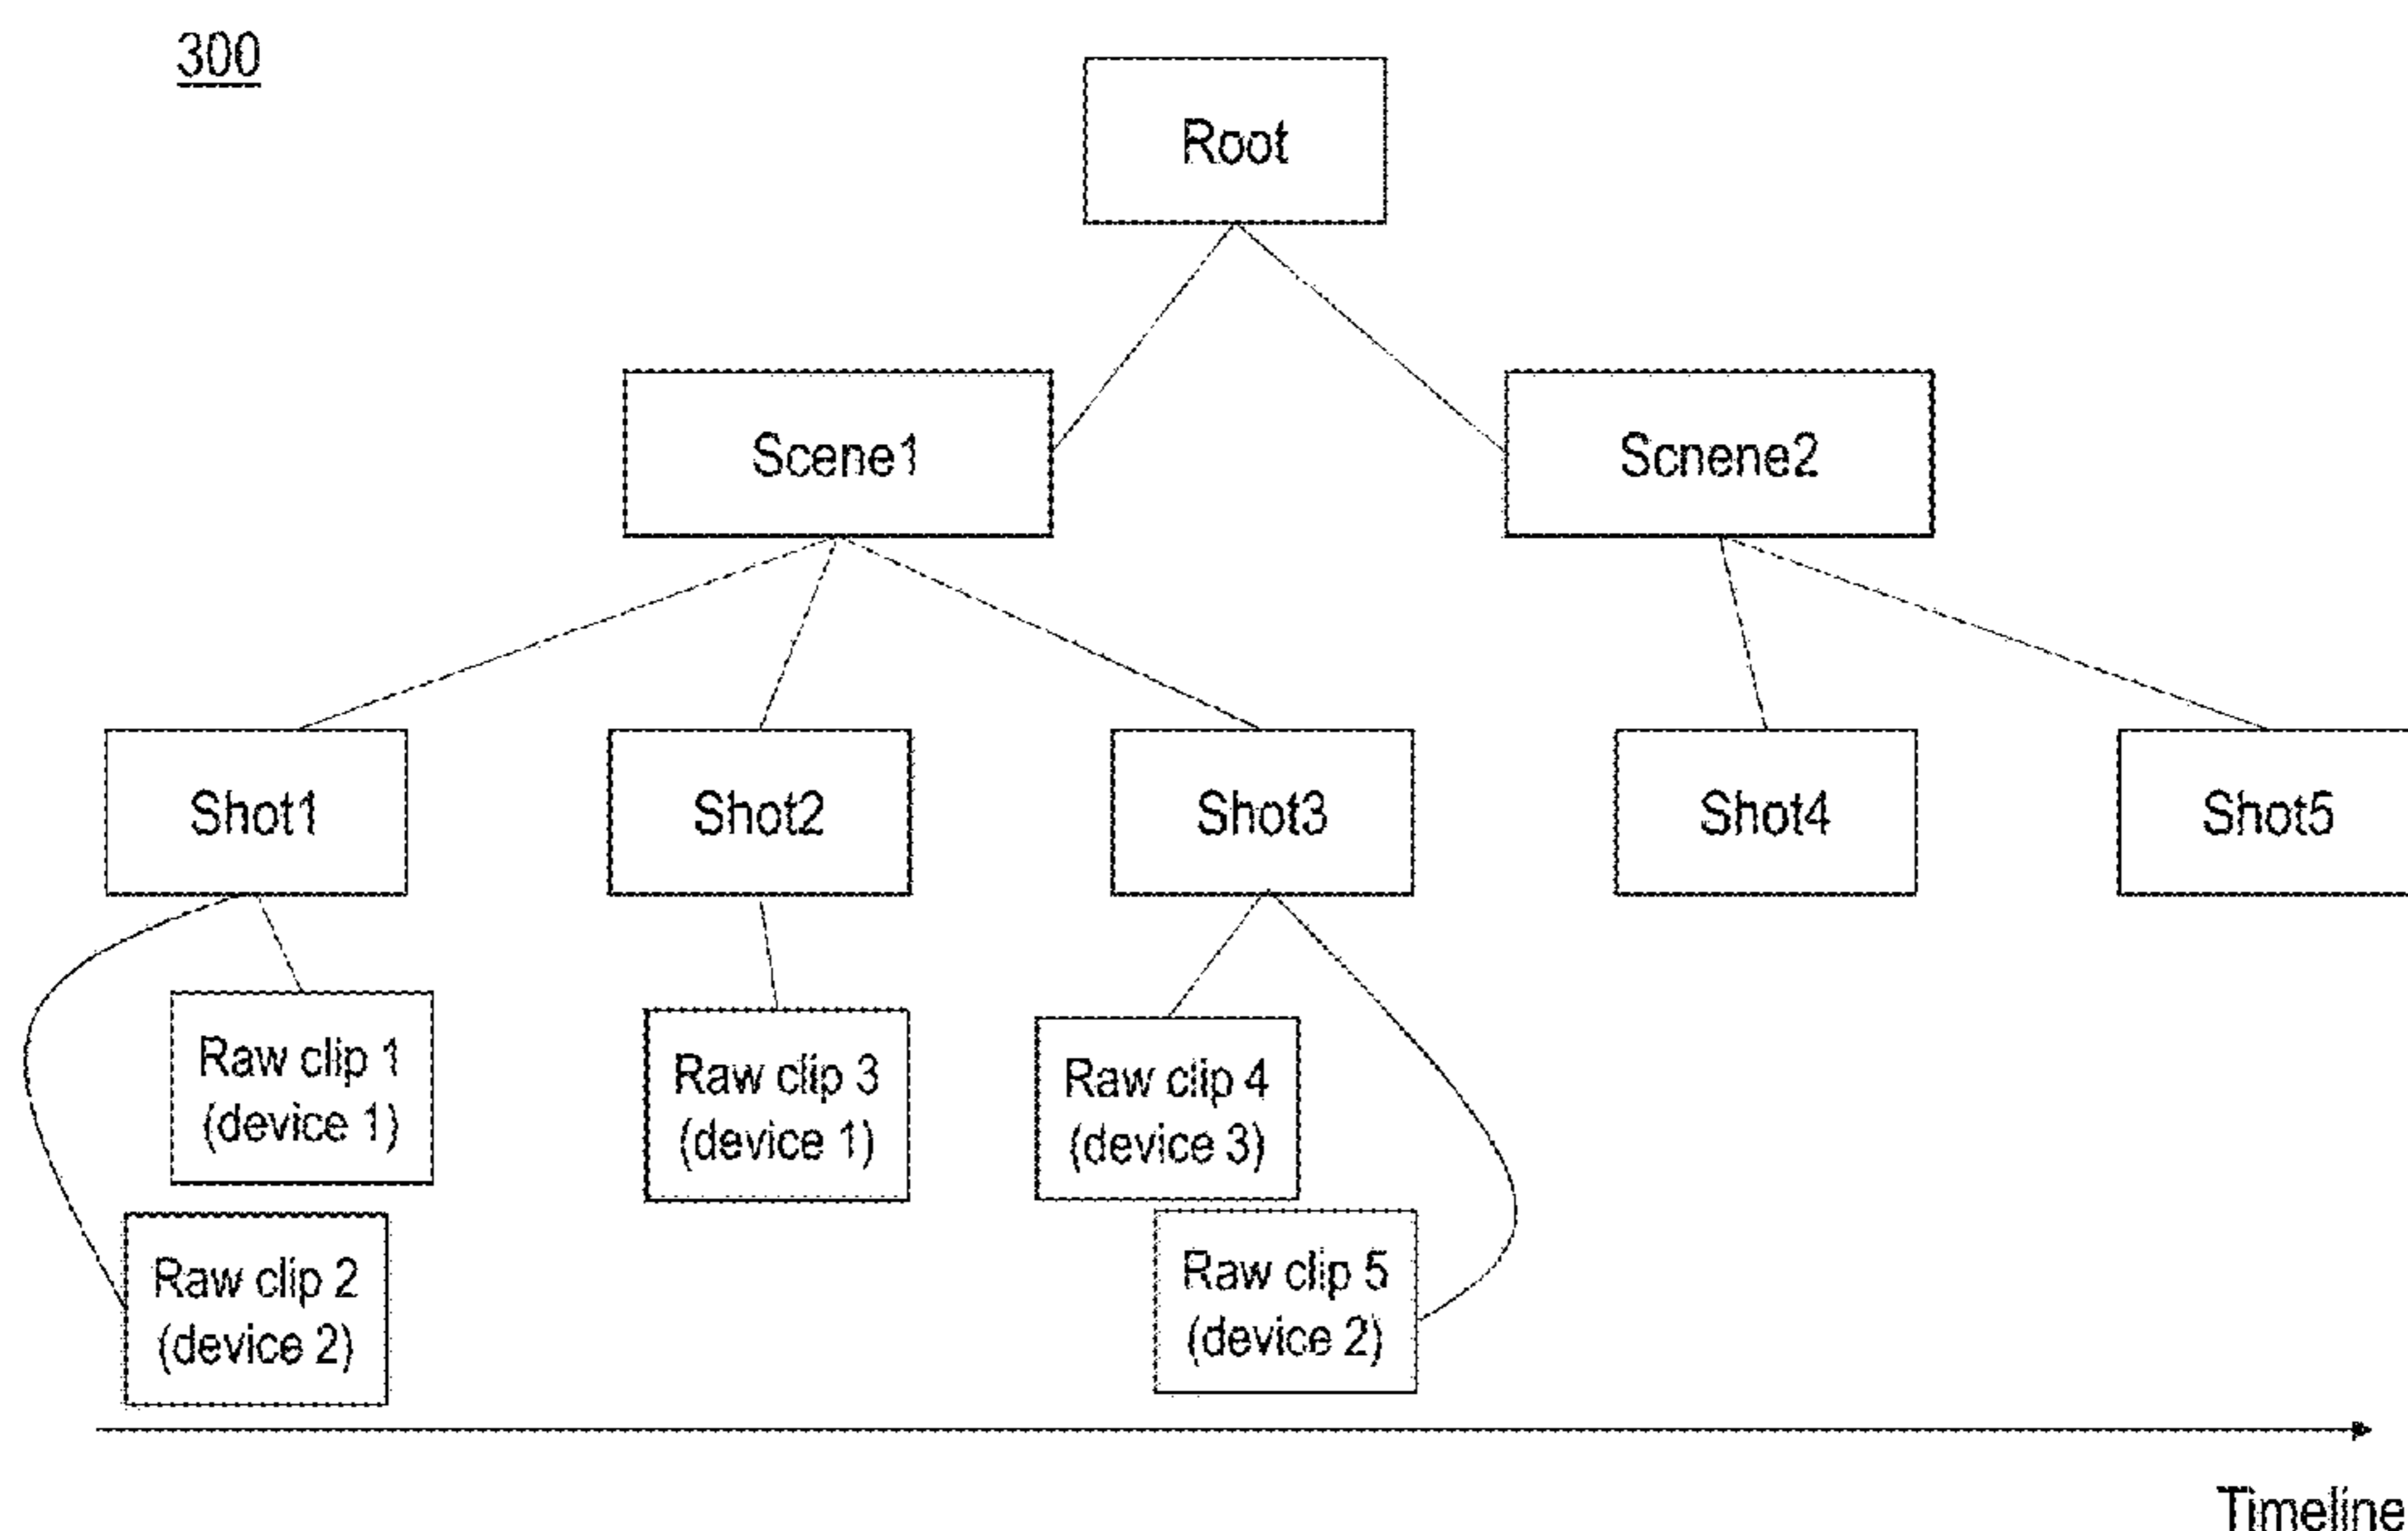 300
Root
Scene1
Scnene2
Shot1
Shot2
Shot3
Shot4
Shot5
Raw clip 1
(device 1)
Raw clip 3
(device 1)
Raw clip 4
(device 3)
Raw clip 2
(device 2)
Raw clip 5
(device 2)
Timeline